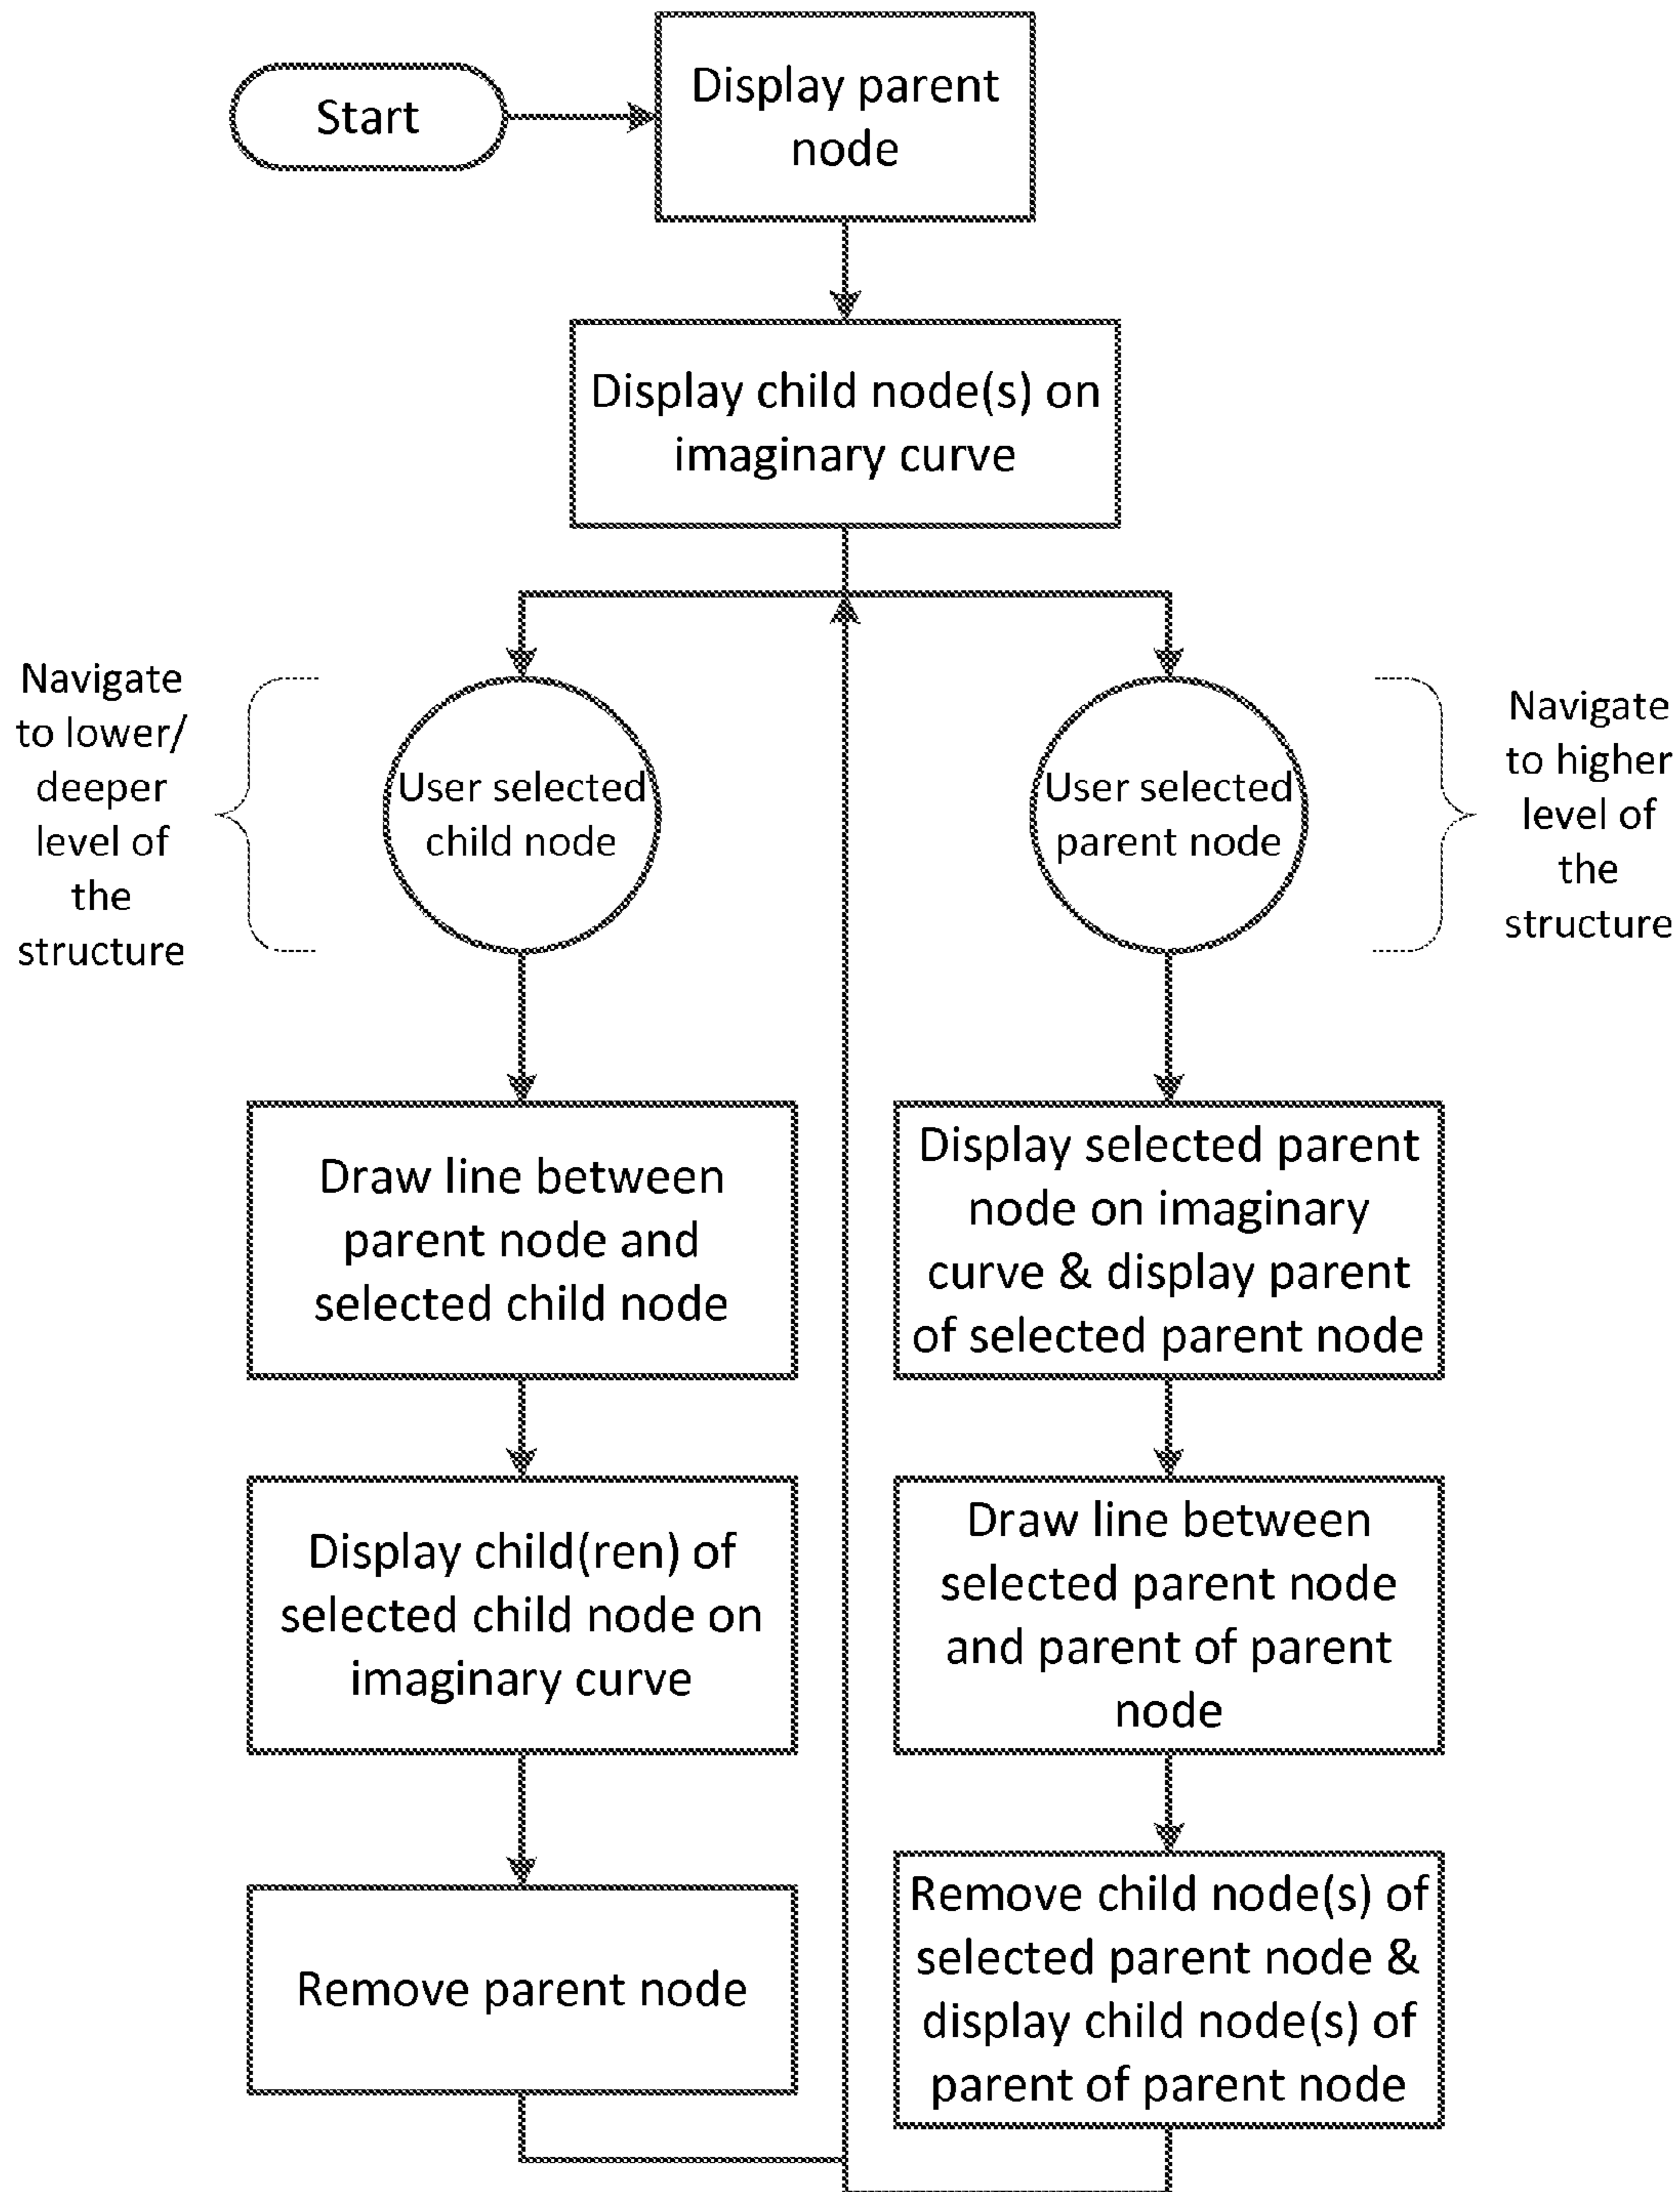 Start
Display parent
node
Display child node(s) on
imaginary curve
Navigate
to lower/
deeper
level of
the
structure
User selected
child node
User selected
parent node
Navigate
to higher
level of
the
structure
Draw line between
parent node and
selected child node
Display selected parent
node on imaginary
curve & display parent
of selected parent node
Display child(ren) of
selected child node on
imaginary curve
Draw line between
selected parent node
and parent of parent
node
Remove parent node
Remove child node(s) of
selected parent node &
display child node(s) of
parent of parent node